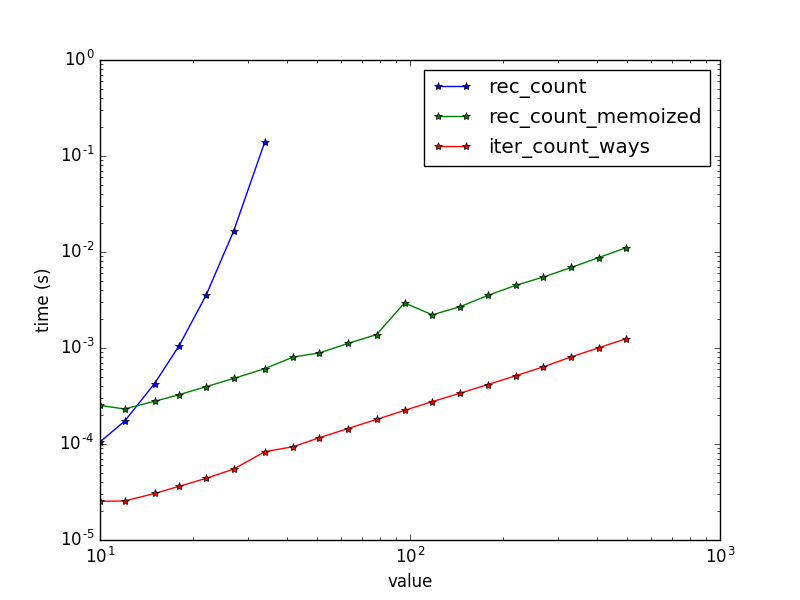 10^0
10^-1
10^-2
10^-3
10^-4
10^-5
time (s)
rec_count
rec_count_memoized
iter_count_ways
10^1
10^2
10^3
value